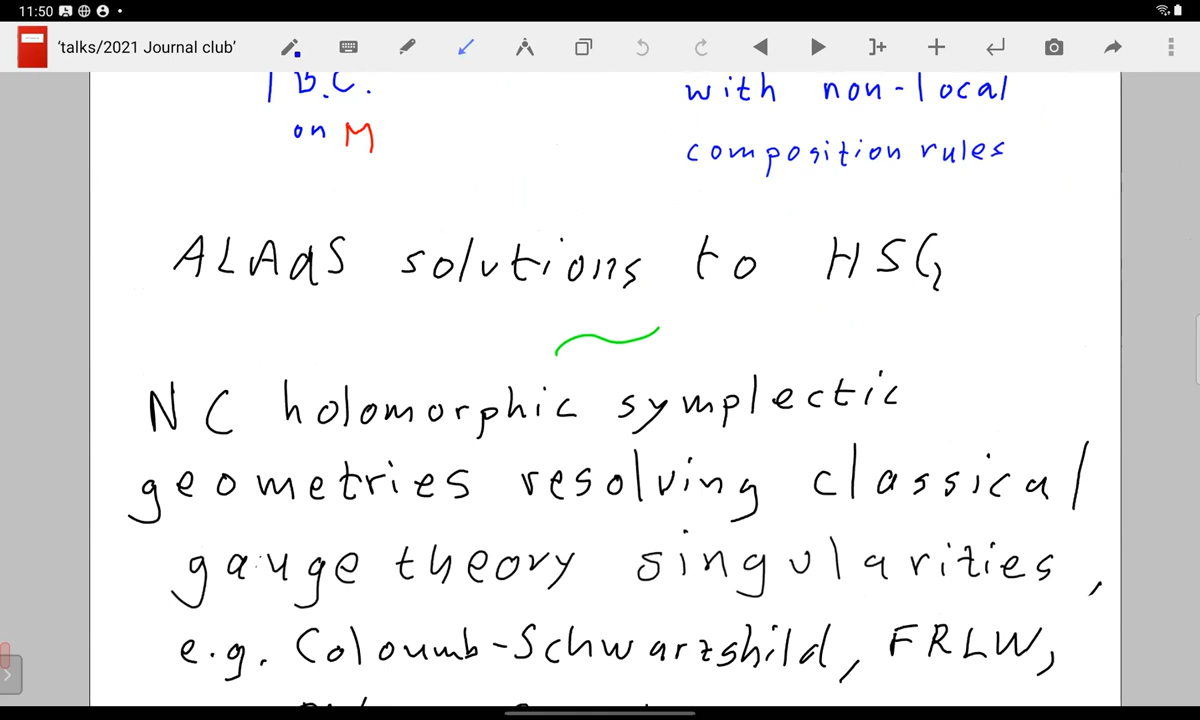 11:50
'talks/2021 Journal club'
B.C.
on M
with non-local
composition rules
ALAdS solutions to HSG
NC holomorphic symplectic
geometries resolving classical
gauge theory singularities,
e.g. Coloumb-Schwarzshild, FRLW,